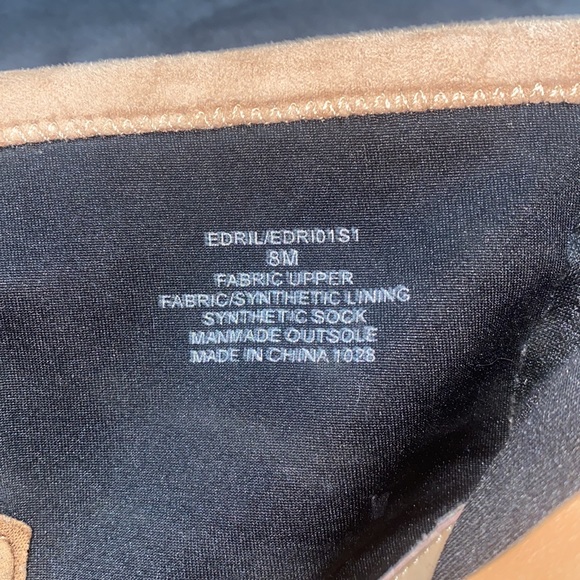 EDRIL/EDRI01S1
8M
FABRIC UPPER
FABRIC/SYNTHETIC LINING
SYNTHETIC SOCK
MANMADE OUTSOLE
MADE IN CHINA 1028